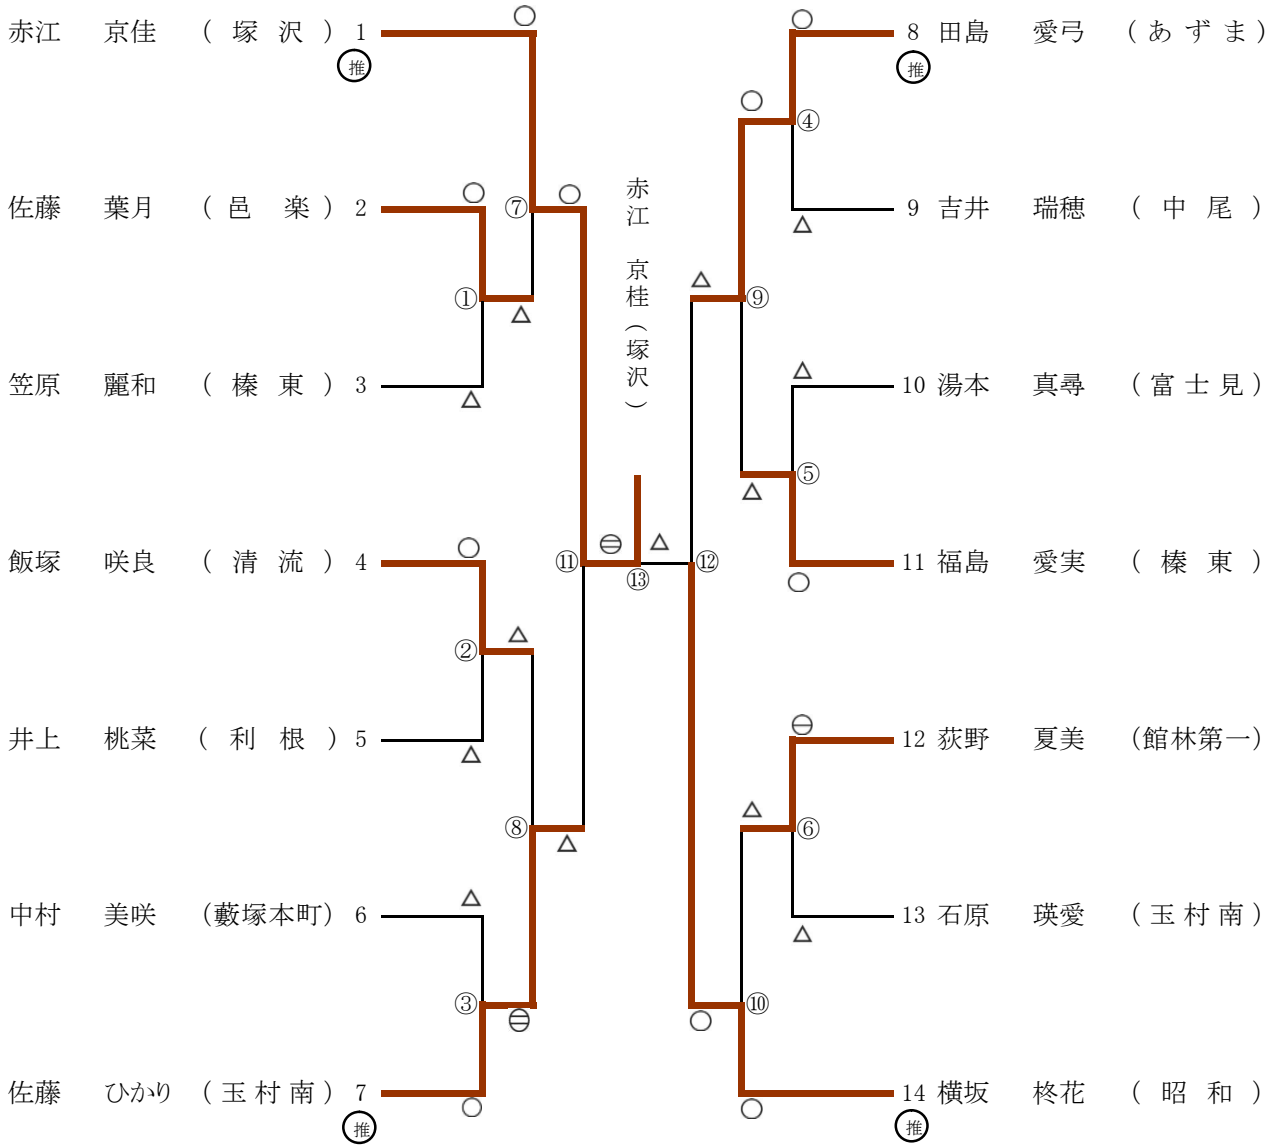 赤江 京佳 (塚沢) 1
推
佐藤 葉月 (邑楽) 2
笠原 麗和 (榛東) 3
飯塚 咲良 (清流) 4
井上 桃菜 (利根) 5
中村 美咲 (藪塚本町) 6
佐藤 ひかり (玉村南) 7
推
①
②
③
⑦
⑧
⑪
赤江 京桂(塚沢)
⑬
⑫
⑨
⑩
④
⑤
⑥
8 田島 愛弓 (あずま)
推
9 吉井 瑞穂 (中尾)
10 湯本 真尋 (富士見)
11 福島 愛実 (榛東)
12 荻野 夏美 (館林第一)
13 石原 瑛愛 (玉村南)
14 横坂 柊花 (昭和)
推